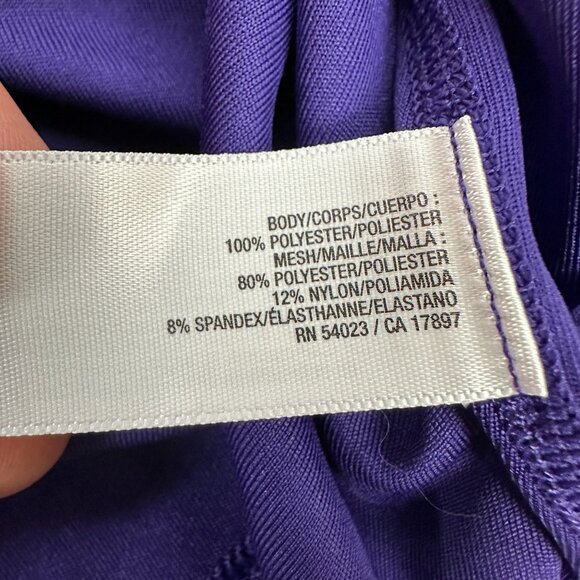 BODY/CORPS/CUERPO :
100% POLYESTER/POLIESTER
MESH/MAILLE/MALLA :
80% POLYESTER/POLIESTER
12% NYLON/POLIAMIDA
8% SPANDEX/ÉLASTHANNE/ELASTANO
RN 54023 / CA 17897